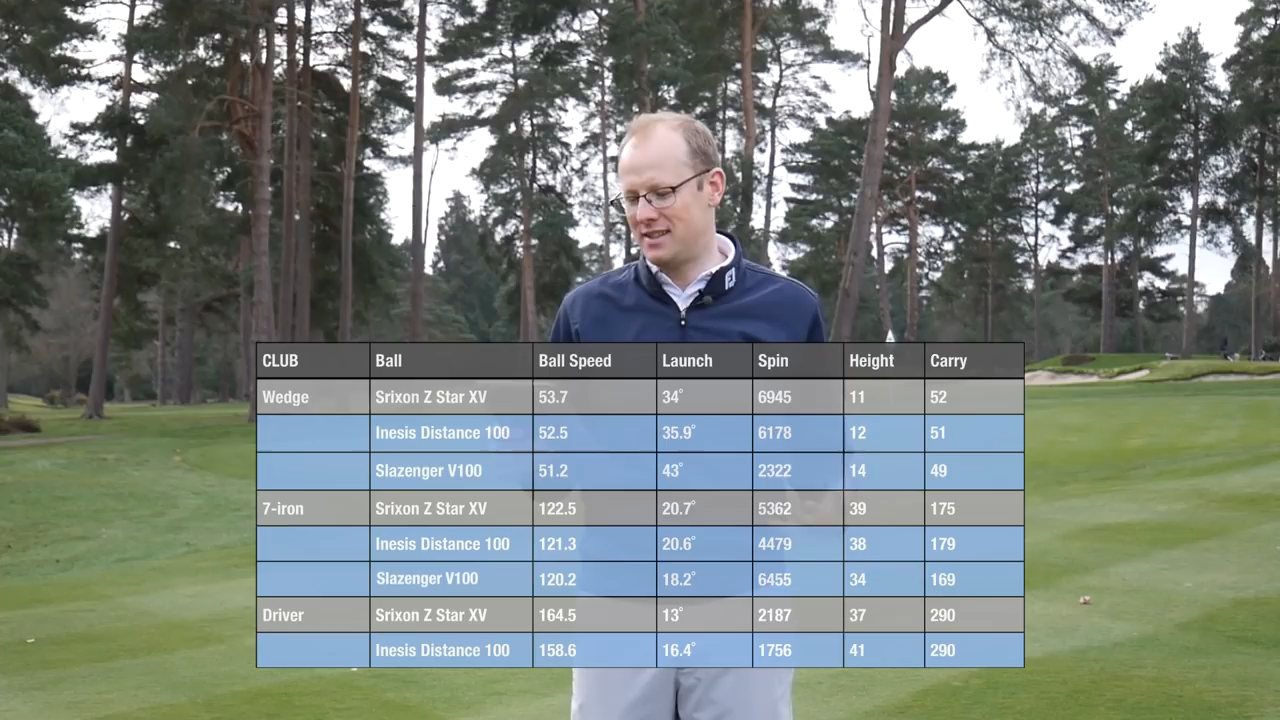 CLUB Ball Ball Speed Launch Spin Height Carry
Wedge Srixon Z Star XV 53.7 34° 6945 11 52
Inesis Distance 100 52.5 35.9° 6178 12 51
Slazenger V100 51.2 43° 2322 14 49
7-iron Srixon Z Star XV 122.5 20.7° 5362 39 175
Inesis Distance 100 121.3 20.6° 4479 38 179
Slazenger V100 120.2 18.2° 6455 34 169
Driver Srixon Z Star XV 164.5 13° 2187 37 290
Inesis Distance 100 158.6 16.4° 1756 41 290